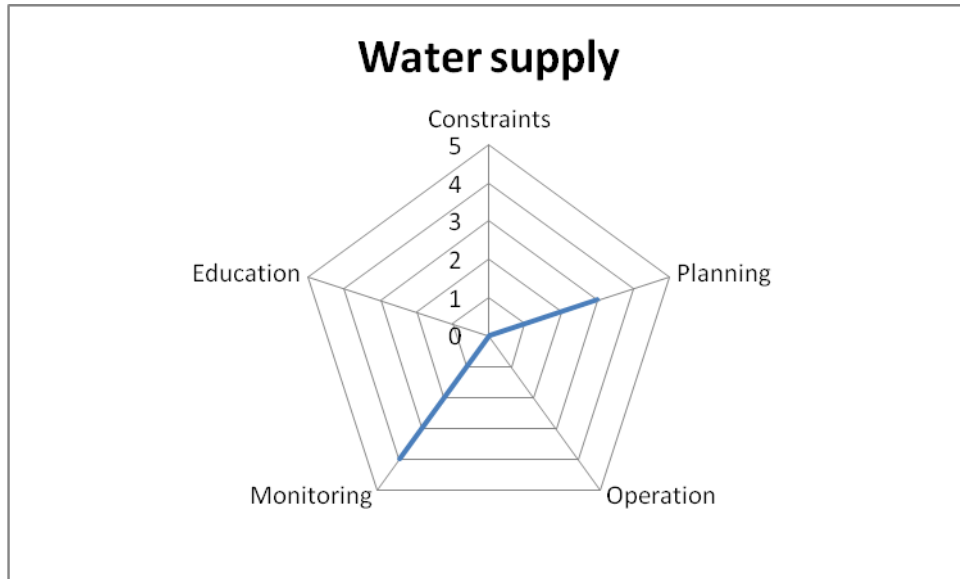 Water supply
Constraints
5
4
3
2
1
0
Education
Planning
Monitoring
Operation